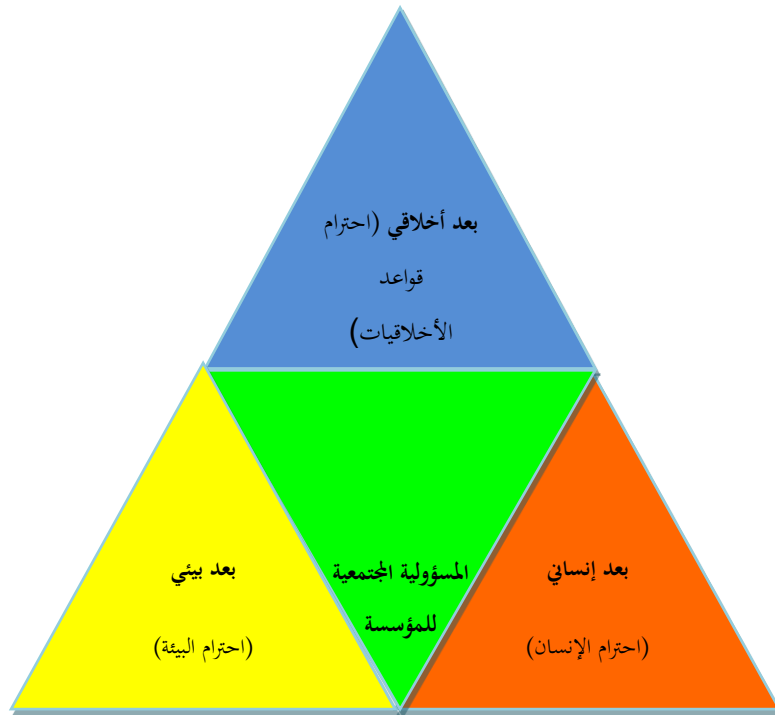 بعد أخلاقي (احترام
قواعد
الأخلاقيات)
بعد إنساني
(احترام الإنسان)
المسؤولية المجتمعية
للمؤسسة
بعد بيئي
(احترام البيئة)